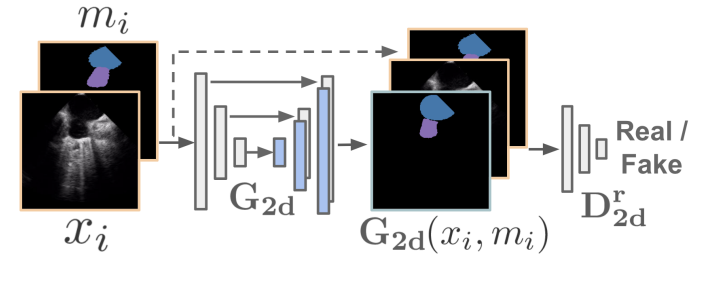 m_i
Real /
Fake
G_2d
D^r_2d
x_i
G_2d(x_i, m_i)